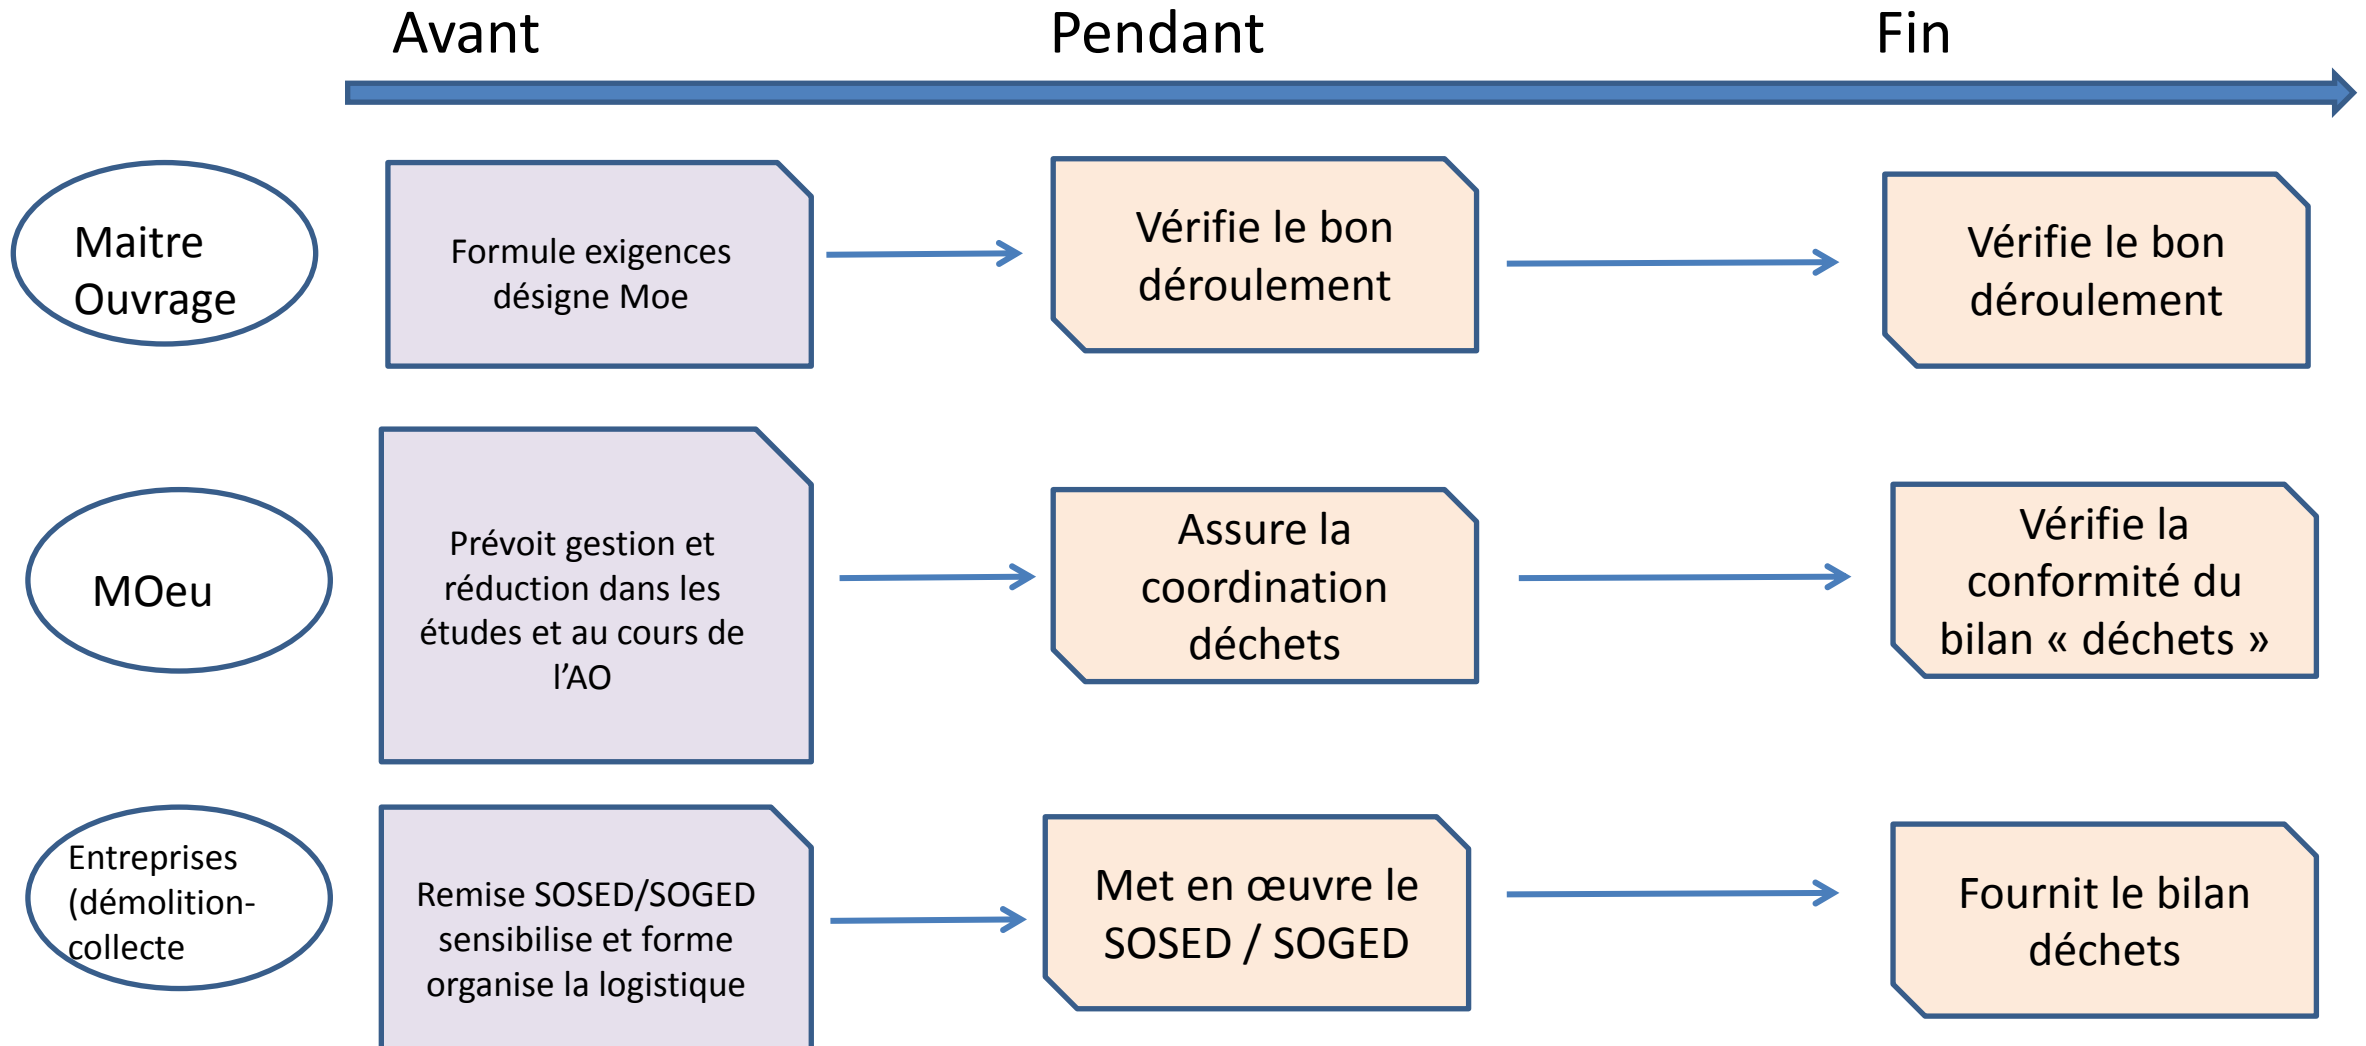 Avant
Pendant
Fin
Maitre
Ouvrage
Formule exigences
désigne Moe
Vérifie le bon
déroulement
Vérifie le bon
déroulement
MOeu
Prévoit gestion et
réduction dans les
études et au cours de
l’AO
Assure la
coordination
déchets
Vérifie la
conformité du
bilan « déchets »
Entreprises
(démolition-
collecte
Remise SOSED/SOGED
sensibilise et forme
organise la logistique
Met en œuvre le
SOSED / SOGED
Fournit le bilan
déchets